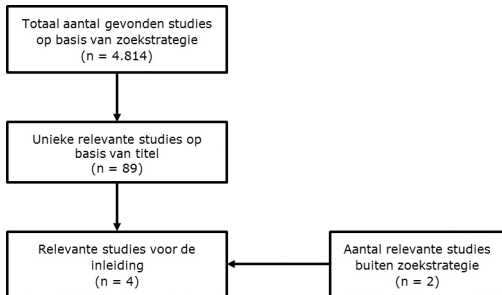 Totaal aantal gevonden studies
op basis van zoekstrategie
(n = 4.814)
Unieke relevante studies op
basis van titel
(n = 89)
Relevante studies voor de
inleiding
(n = 4)
Aantal relevante studies
buiten zoekstrategie
(n = 2)